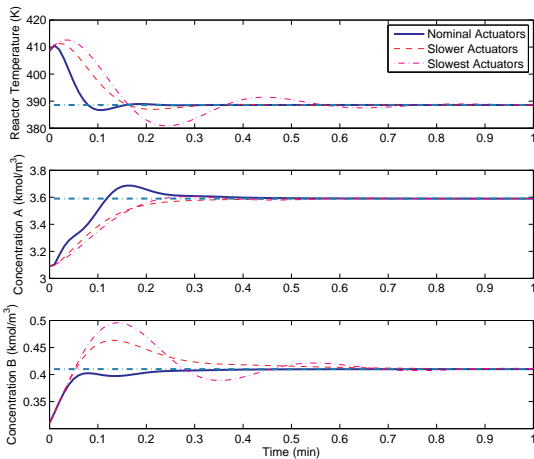 Reactor Temperature (K)
420
410
400
390
380
0 0.1 0.2 0.3 0.4 0.5 0.6 0.7 0.8 0.9 1
Nominal Actuators
Slower Actuators
Slowest Actuators
Concentration A (kmol/m³)
3.8
3.6
3.4
3.2
3
0 0.1 0.2 0.3 0.4 0.5 0.6 0.7 0.8 0.9 1
Concentration B (kmol/m³)
0.5
0.45
0.4
0.35
0 0.1 0.2 0.3 0.4 0.5 0.6 0.7 0.8 0.9 1
Time (min)